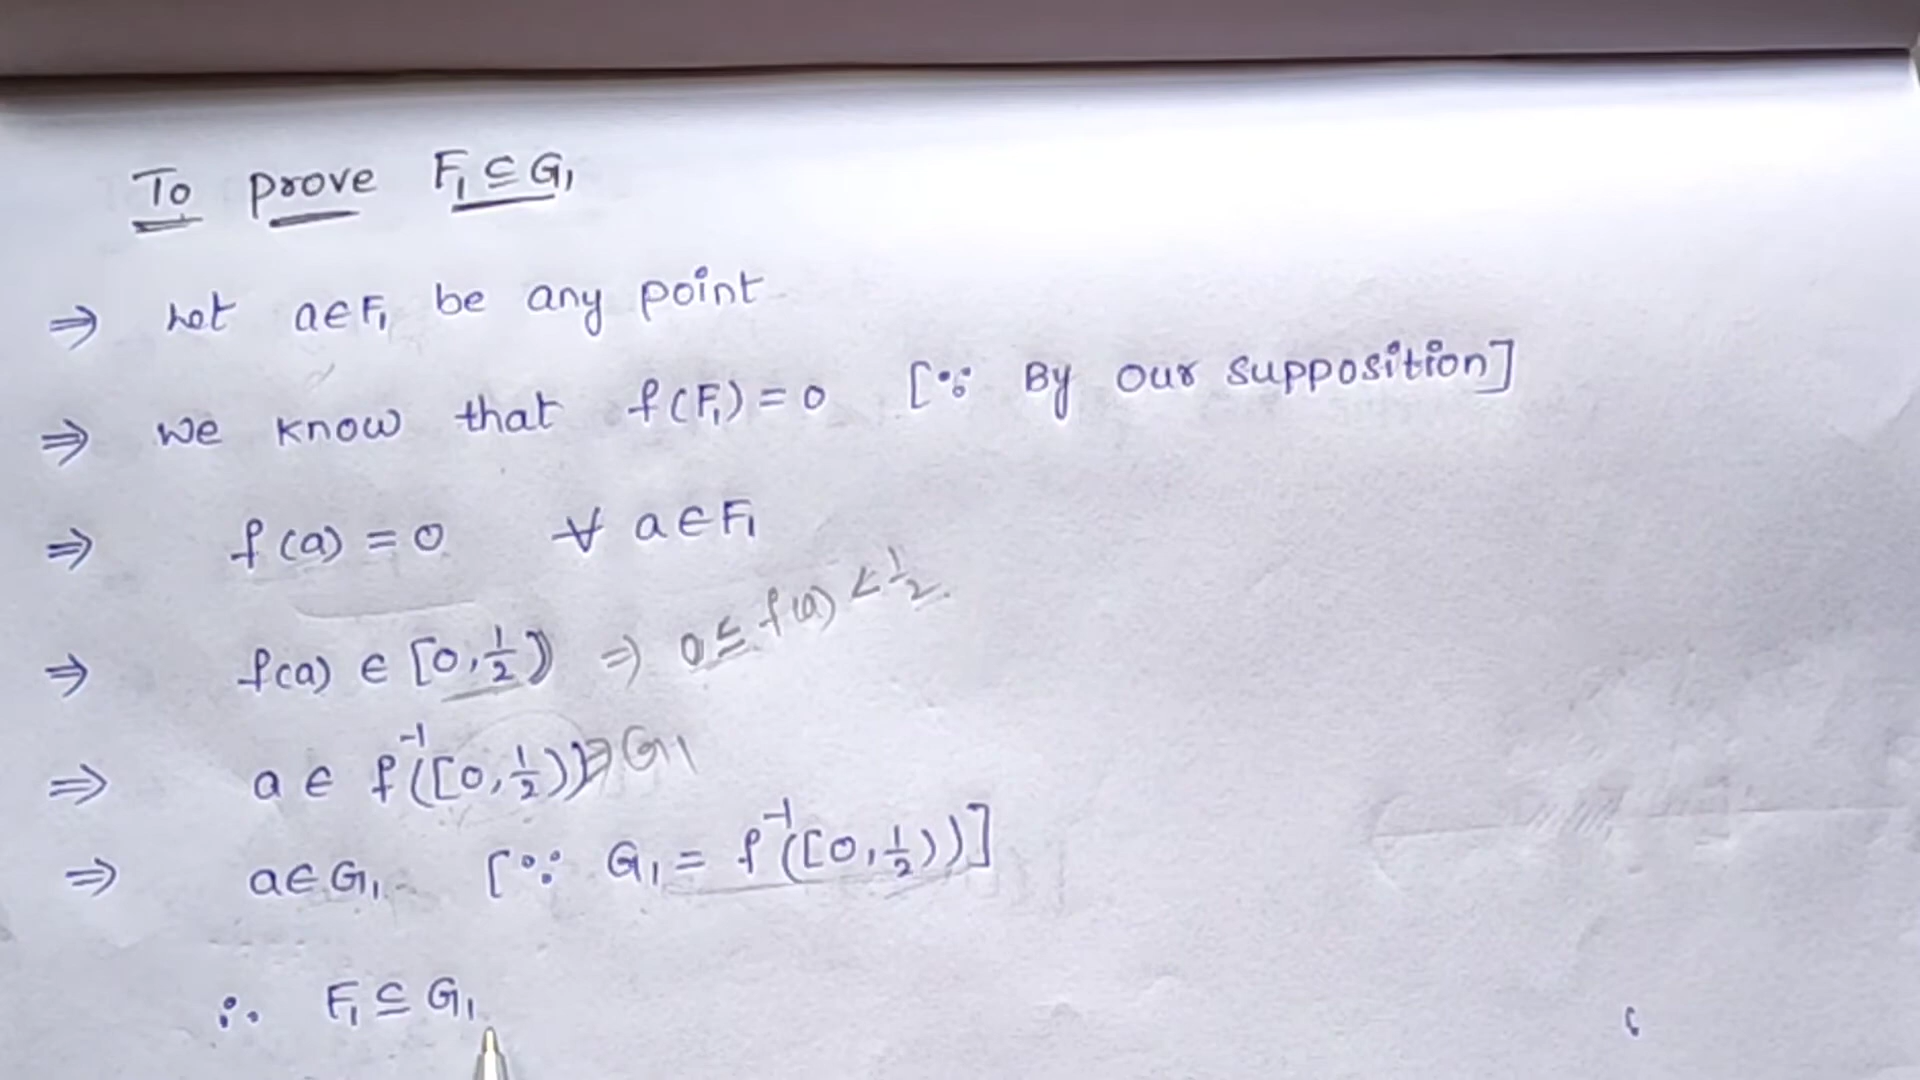 To prove F₁ ⊆ G₁
⇒ Let a∈F₁ be any point
⇒ We know that f(F₁) = 0 [∵ By our supposition]
⇒ f(a) = 0 ∀ a∈F₁
⇒ f(a) ∈ [0,1/2) ⇒ 0 ≤ f(a) < 1/2.
⇒ a ∈ f⁻¹([0,1/2)) ⇒ G₁
⇒ a∈G₁ [∵ G₁ = f⁻¹([0,1/2))]
∴ F₁ ⊆ G₁